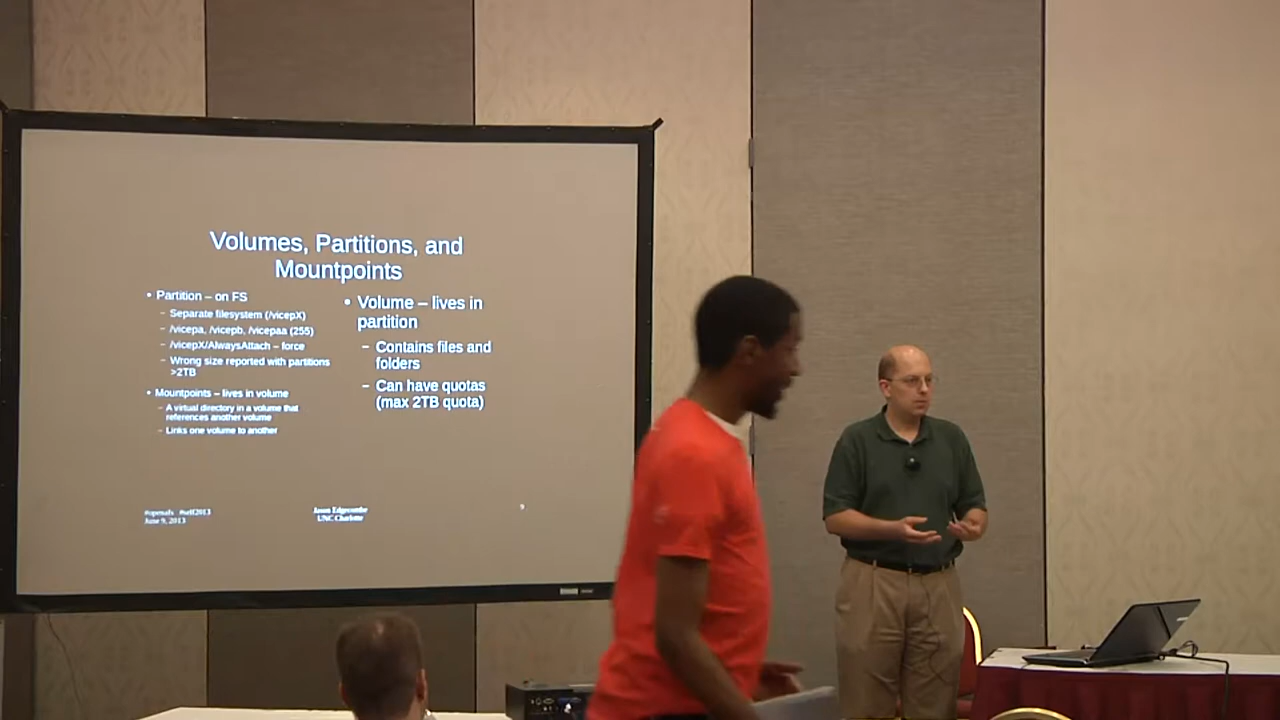 Volumes, Partitions, and
Mountpoints
• Partition – on FS
– Separate filesystem (/vicepX)
– /vicepa, /vicepb, /vicepaa (255)
– /vicepX/AlwaysAttach – force
– Wrong size reported with partitions
>2TB
• Mountpoints – lives in volume
– A virtual directory in a volume that
references another volume
– Links one volume to another
• Volume – lives in
partition
– Contains files and
folders
– Can have quotas
(max 2TB quota)
#openafs #self2013
June 9, 2013
Jason Edgecombe
UNC Charlotte
9